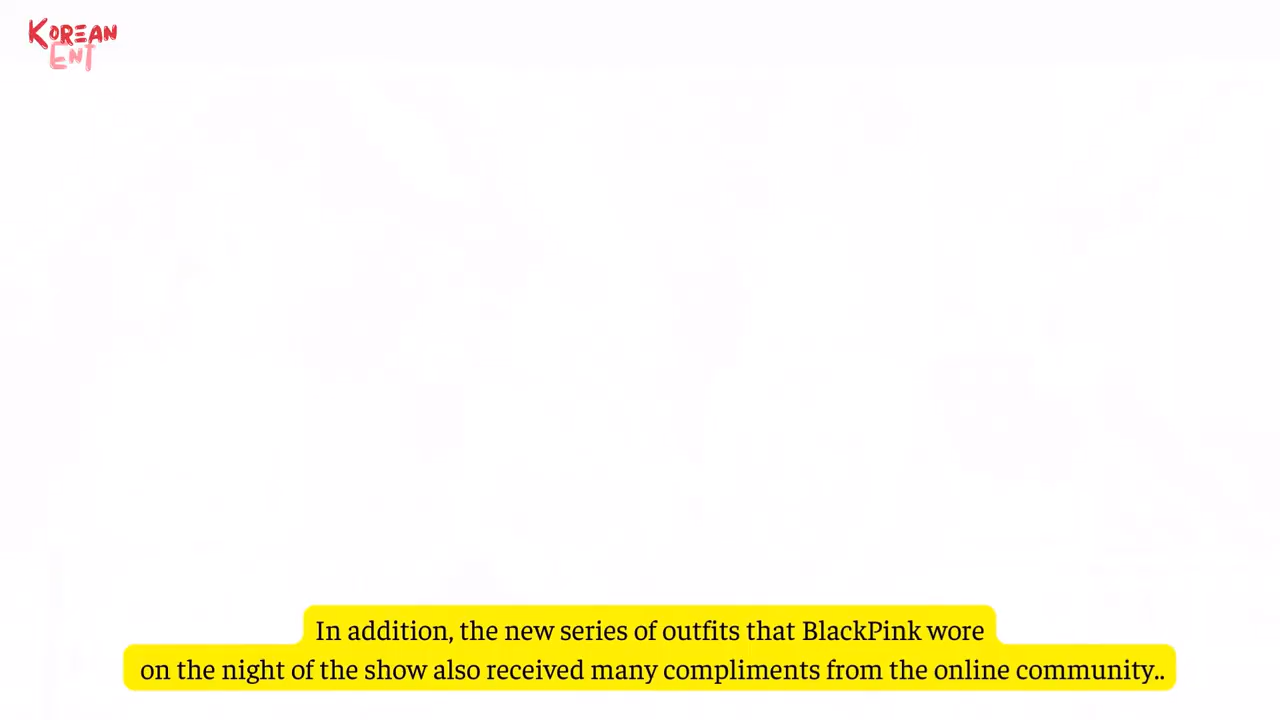 KOREAN
ENT
In addition, the new series of outfits that BlackPink wore
on the night of the show also received many compliments from the online community..